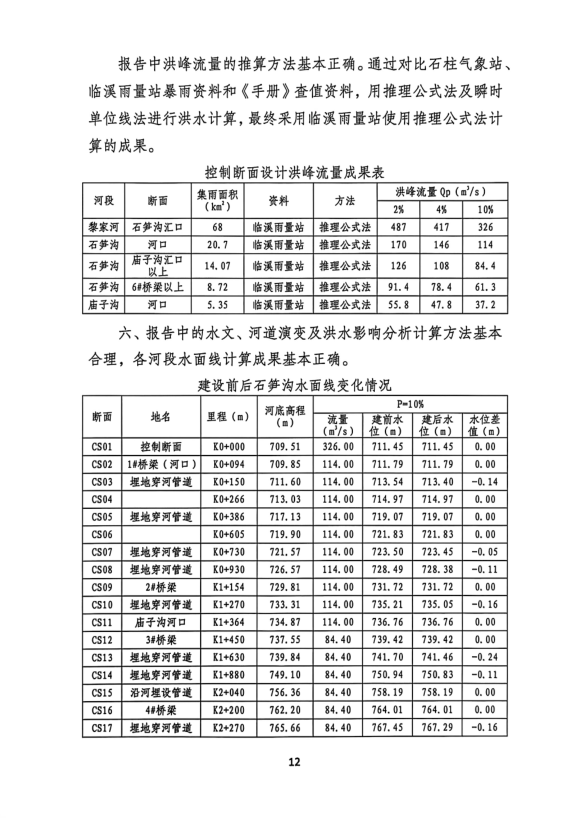 报告中洪峰流量的推算方法基本正确。通过对比石柱气象站、
临溪雨量站暴雨资料和《手册》查值资料，用推理公式法及瞬时
单位线法进行洪水计算，最终采用临溪雨量站使用推理公式法计
算的成果。
控制断面设计洪峰流量成果表
河段 断面 集雨面积（km²） 资料 方法 洪峰流量 Qp（m³/s）
2% 4% 10%
黎家河 石笋沟汇口 68 临溪雨量站 推理公式法 487 417 326
石笋沟 河口 20.7 临溪雨量站 推理公式法 170 146 114
石笋沟 庙子沟汇口以上 14.07 临溪雨量站 推理公式法 126 108 84.4
石笋沟 6#桥梁以上 8.72 临溪雨量站 推理公式法 91.4 78.4 61.3
庙子沟 河口 5.35 临溪雨量站 推理公式法 55.8 47.8 37.2
六、报告中的水文、河道演变及洪水影响分析计算方法基本
合理，各河段水面线计算成果基本正确。
建设前后石笋沟水面线变化情况
断面 地名 里程（m） 河底高程（m） P=10%
流量（m³/s） 建前水位（m） 建后水位（m） 水位差值（m）
CS01 控制断面 K0+000 709.51 326.00 711.45 711.45 0.00
CS02 1#桥梁（河口） K0+094 709.85 114.00 711.79 711.79 0.00
CS03 埋地穿河管道 K0+150 711.60 114.00 713.54 713.40 -0.14
CS04 K0+266 713.03 114.00 714.97 714.97 0.00
CS05 埋地穿河管道 K0+386 717.13 114.00 719.07 719.07 0.00
CS06 K0+605 719.90 114.00 721.83 721.83 0.00
CS07 埋地穿河管道 K0+730 721.57 114.00 723.50 723.45 -0.05
CS08 埋地穿河管道 K0+930 726.57 114.00 728.49 728.38 -0.11
CS09 2#桥梁 K1+154 729.81 114.00 731.72 731.72 0.00
CS10 埋地穿河管道 K1+270 733.31 114.00 735.21 735.05 -0.16
CS11 庙子沟河口 K1+364 734.87 114.00 736.76 736.76 0.00
CS12 3#桥梁 K1+450 737.55 84.40 739.42 739.42 0.00
CS13 埋地穿河管道 K1+630 739.84 84.40 741.70 741.46 -0.24
CS14 埋地穿河管道 K1+880 749.10 84.40 750.94 750.83 -0.11
CS15 沿河埋设管道 K2+040 756.36 84.40 758.19 758.19 0.00
CS16 4#桥梁 K2+200 762.20 84.40 764.01 764.01 0.00
CS17 埋地穿河管道 K2+270 765.66 84.40 767.45 767.29 -0.16
12